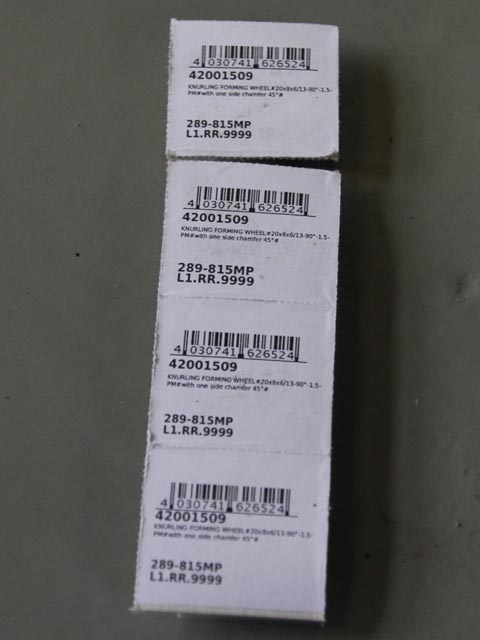 4 030741 626524
42001509
KNURLING FORMING WHEEL#20x8x6/13-90°-1.5-
PM#with one side chamfer 45°#
289-815MP
L1.RR.9999
4 030741 626524
42001509
KNURLING FORMING WHEEL#20x8x6/13-90°-1.5-
PM#with one side chamfer 45°#
289-815MP
L1.RR.9999
4 030741 626524
42001509
KNURLING FORMING WHEEL#20x8x6/13-90°-1.5-
PM#with one side chamfer 45°#
289-815MP
L1.RR.9999
4 030741 626524
42001509
KNURLING FORMING WHEEL#20x8x6/13-90°-1.5-
PM#with one side chamfer 45°#
289-815MP
L1.RR.9999